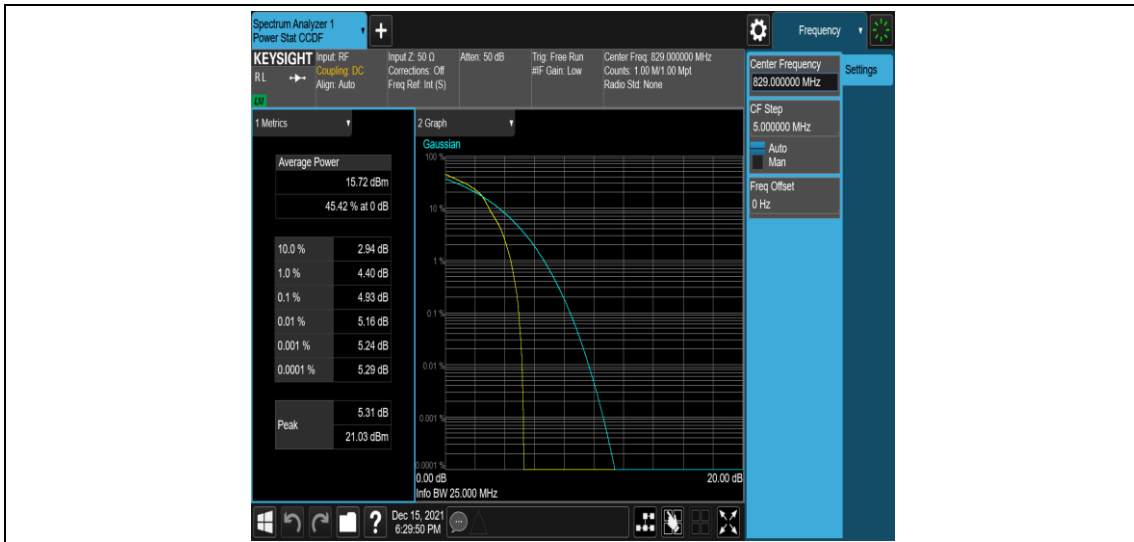 Spectrum Analyzer 1
Power Stat CCDF
Frequency
KEYSIGHT
RL
LXI
Input: RF
Coupling: DC
Align: Auto
Input Z: 50 Ω
Corrections: Off
Freq Ref: Int (S)
Atten: 50 dB
Trig: Free Run
#IF Gain: Low
Center Freq: 829.000000 MHz
Counts: 1.00 M/1.00 Mpt
Radio Std: None
Center Frequency
829.000000 MHz
Settings
CF Step
5.000000 MHz
Auto
Man
Freq Offset
0 Hz
1 Metrics
Average Power
15.72 dBm
45.42 % at 0 dB
10.0 % 2.94 dB
1.0 % 4.40 dB
0.1 % 4.93 dB
0.01 % 5.16 dB
0.001 % 5.24 dB
0.0001 % 5.29 dB
Peak
5.31 dB
21.03 dBm
2 Graph
Gaussian
100 %
10 %
1 %
0.1 %
0.01 %
0.001 %
0.0001 %
0.00 dB 20.00 dB
Info BW 25.000 MHz
?
Dec 15, 2021
6:29:50 PM